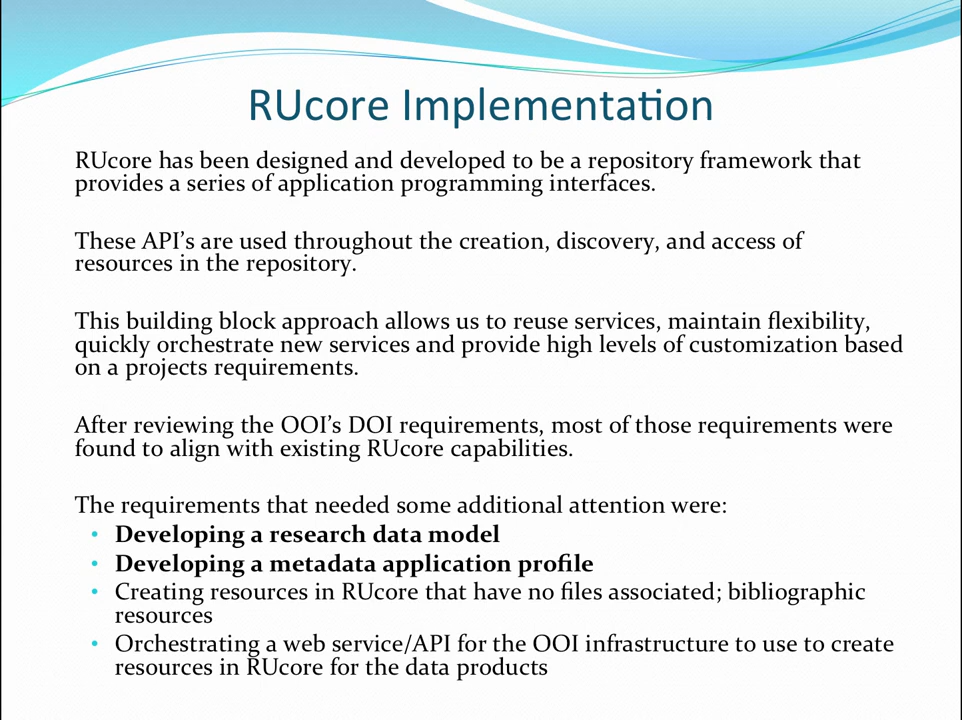 RUcore Implementation
RUcore has been designed and developed to be a repository framework that
provides a series of application programming interfaces.
These API's are used throughout the creation, discovery, and access of
resources in the repository.
This building block approach allows us to reuse services, maintain flexibility,
quickly orchestrate new services and provide high levels of customization based
on a projects requirements.
After reviewing the OOI's DOI requirements, most of those requirements were
found to align with existing RUcore capabilities.
The requirements that needed some additional attention were:
• Developing a research data model
• Developing a metadata application profile
• Creating resources in RUcore that have no files associated; bibliographic
resources
• Orchestrating a web service/API for the OOI infrastructure to use to create
resources in RUcore for the data products